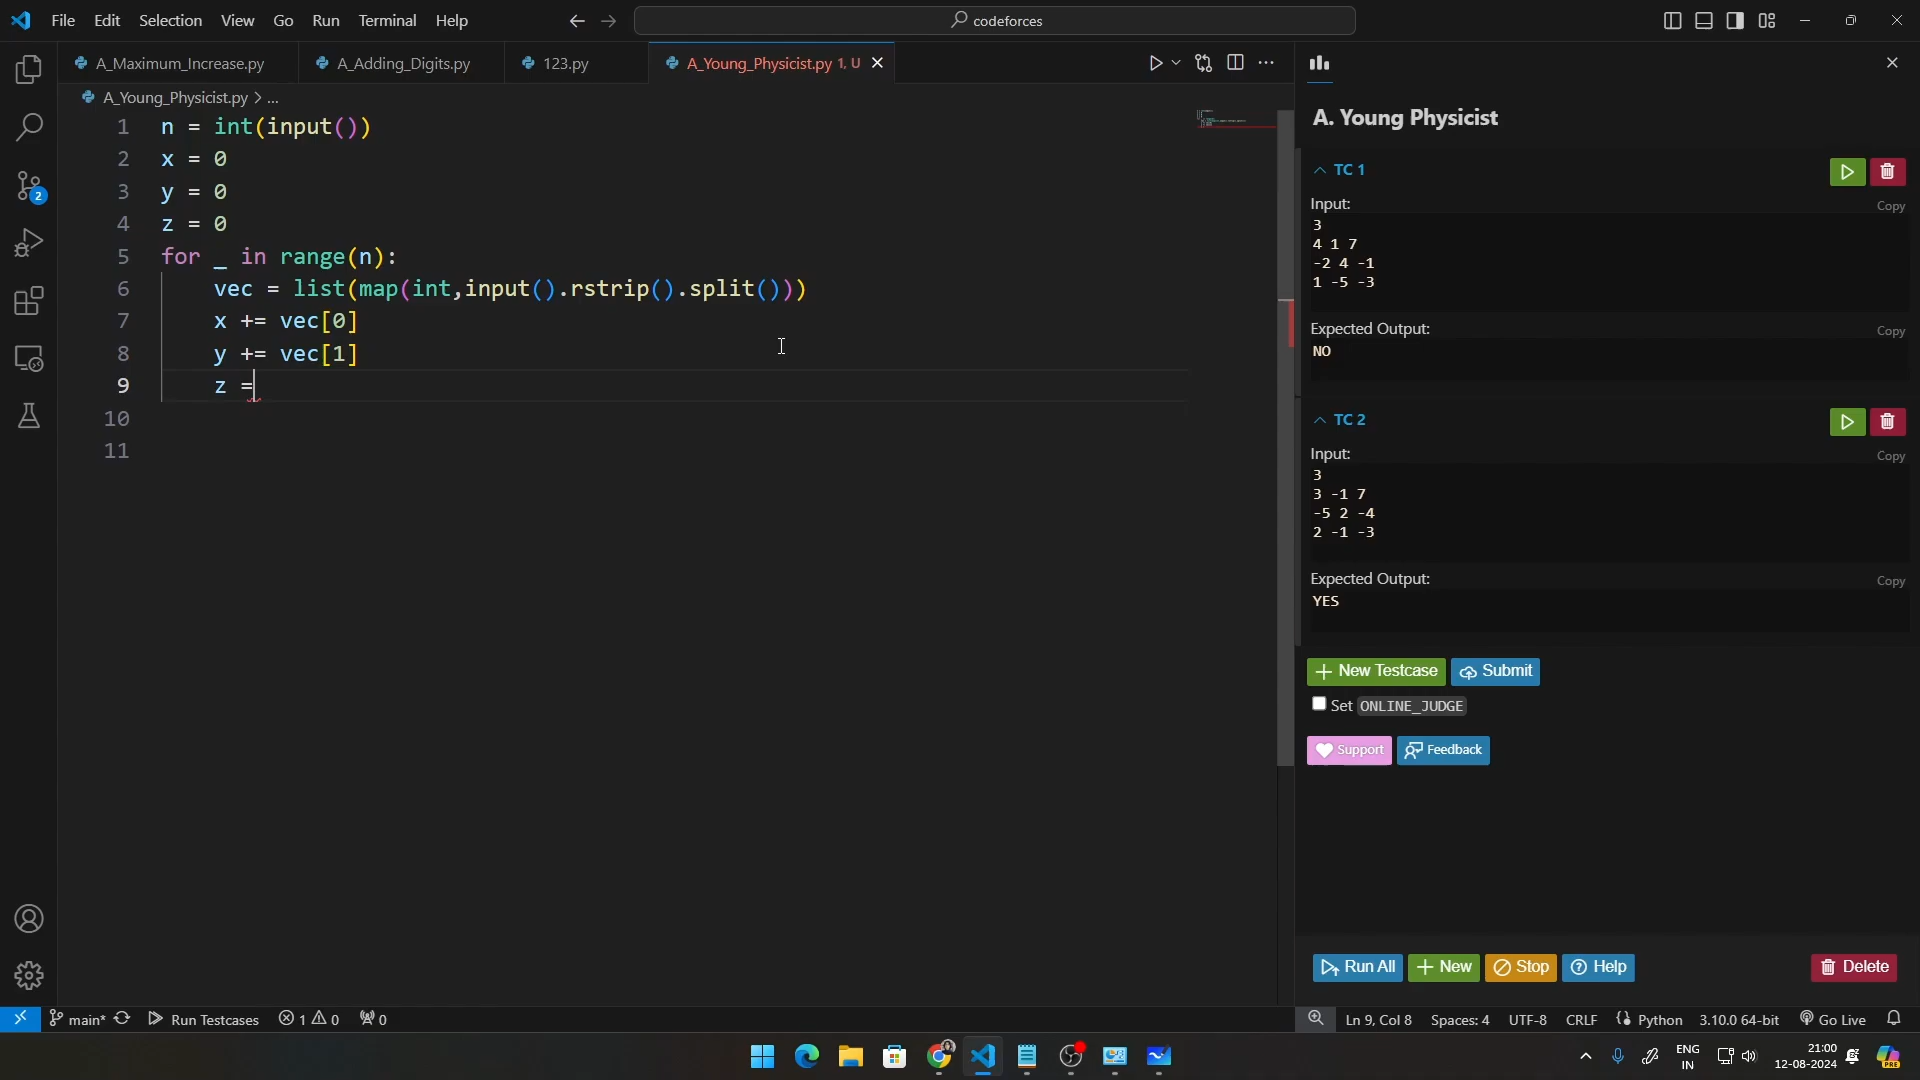 File Edit Selection View Go Run Terminal Help
codeforces
A_Maximum_Increase.py
A_Adding_Digits.py
123.py
A_Young_Physicist.py 1, U
A_Young_Physicist.py > ...
1 n = int(input())
2 x = 0
3 y = 0
4 z = 0
5 for _ in range(n):
6 vec = list(map(int,input().rstrip().split()))
7 x += vec[0]
8 y += vec[1]
9 z =
10
11
A. Young Physicist
TC 1
Input:
Copy
3
4 1 7
-2 4 -1
1 -5 -3
Expected Output:
Copy
NO
TC 2
Input:
Copy
3
3 -1 7
-5 2 -4
2 -1 -3
Expected Output:
Copy
YES
New Testcase
Submit
Set ONLINE_JUDGE
Support
Feedback
Run All
New
Stop
Help
Delete
2
main*
Run Testcases
1 0
0
Ln 9, Col 8
Spaces: 4
UTF-8
CRLF
Python
3.10.0 64-bit
Go Live
ENG
IN
21:00
12-08-2024
PRE